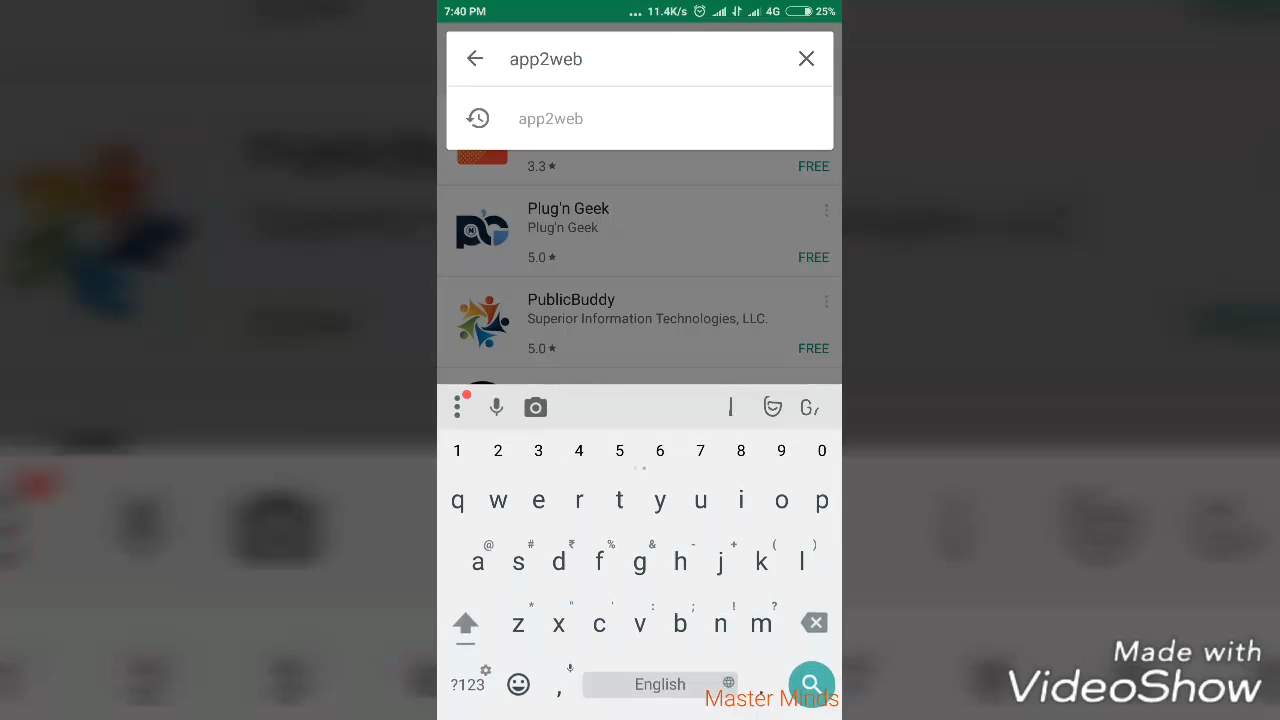 7:40 PM ... 11.4K/s 4G 25%
app2web
app2web
3.3★ FREE
Plug'n Geek
Plug'n Geek
5.0★ FREE
PublicBuddy
Superior Information Technologies, LLC.
5.0★ FREE
1 2 3 4 5 6 7 8 9 0
q w e r t y u i o p
@ # ₹ % & - + ( )
a s d f g h j k l
* " ' : ; ! ?
z x c v b n m
?123 , English .
Master Minds
Made with
VideoShow